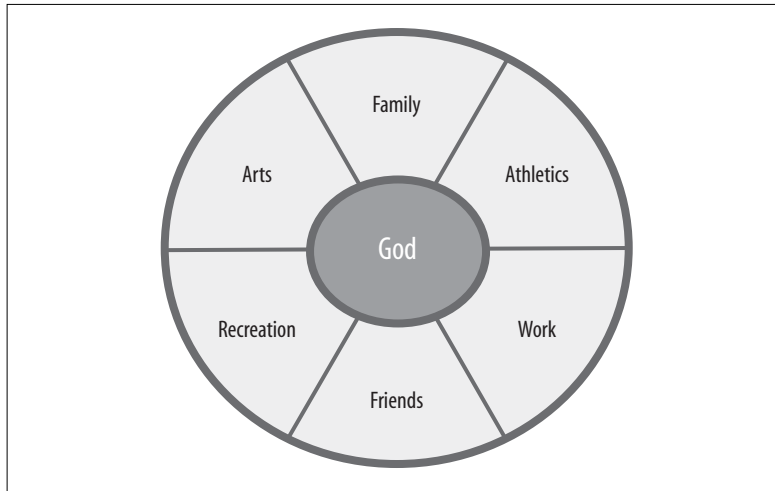 Family
Arts
Athletics
God
Recreation
Work
Friends